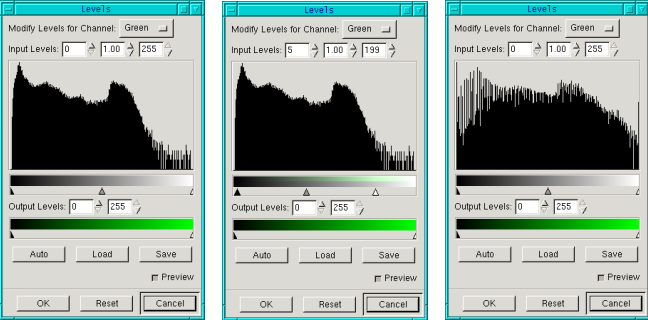 Levels
Modify Levels for Channel: Green
Input Levels: 0 1.00 255
Output Levels: 0 255
Auto Load Save
Preview
OK Reset Cancel
Levels
Modify Levels for Channel: Green
Input Levels: 5 1.00 199
Output Levels: 0 255
Auto Load Save
Preview
OK Reset Cancel
Levels
Modify Levels for Channel: Green
Input Levels: 0 1.00 255
Output Levels: 0 255
Auto Load Save
Preview
OK Reset Cancel